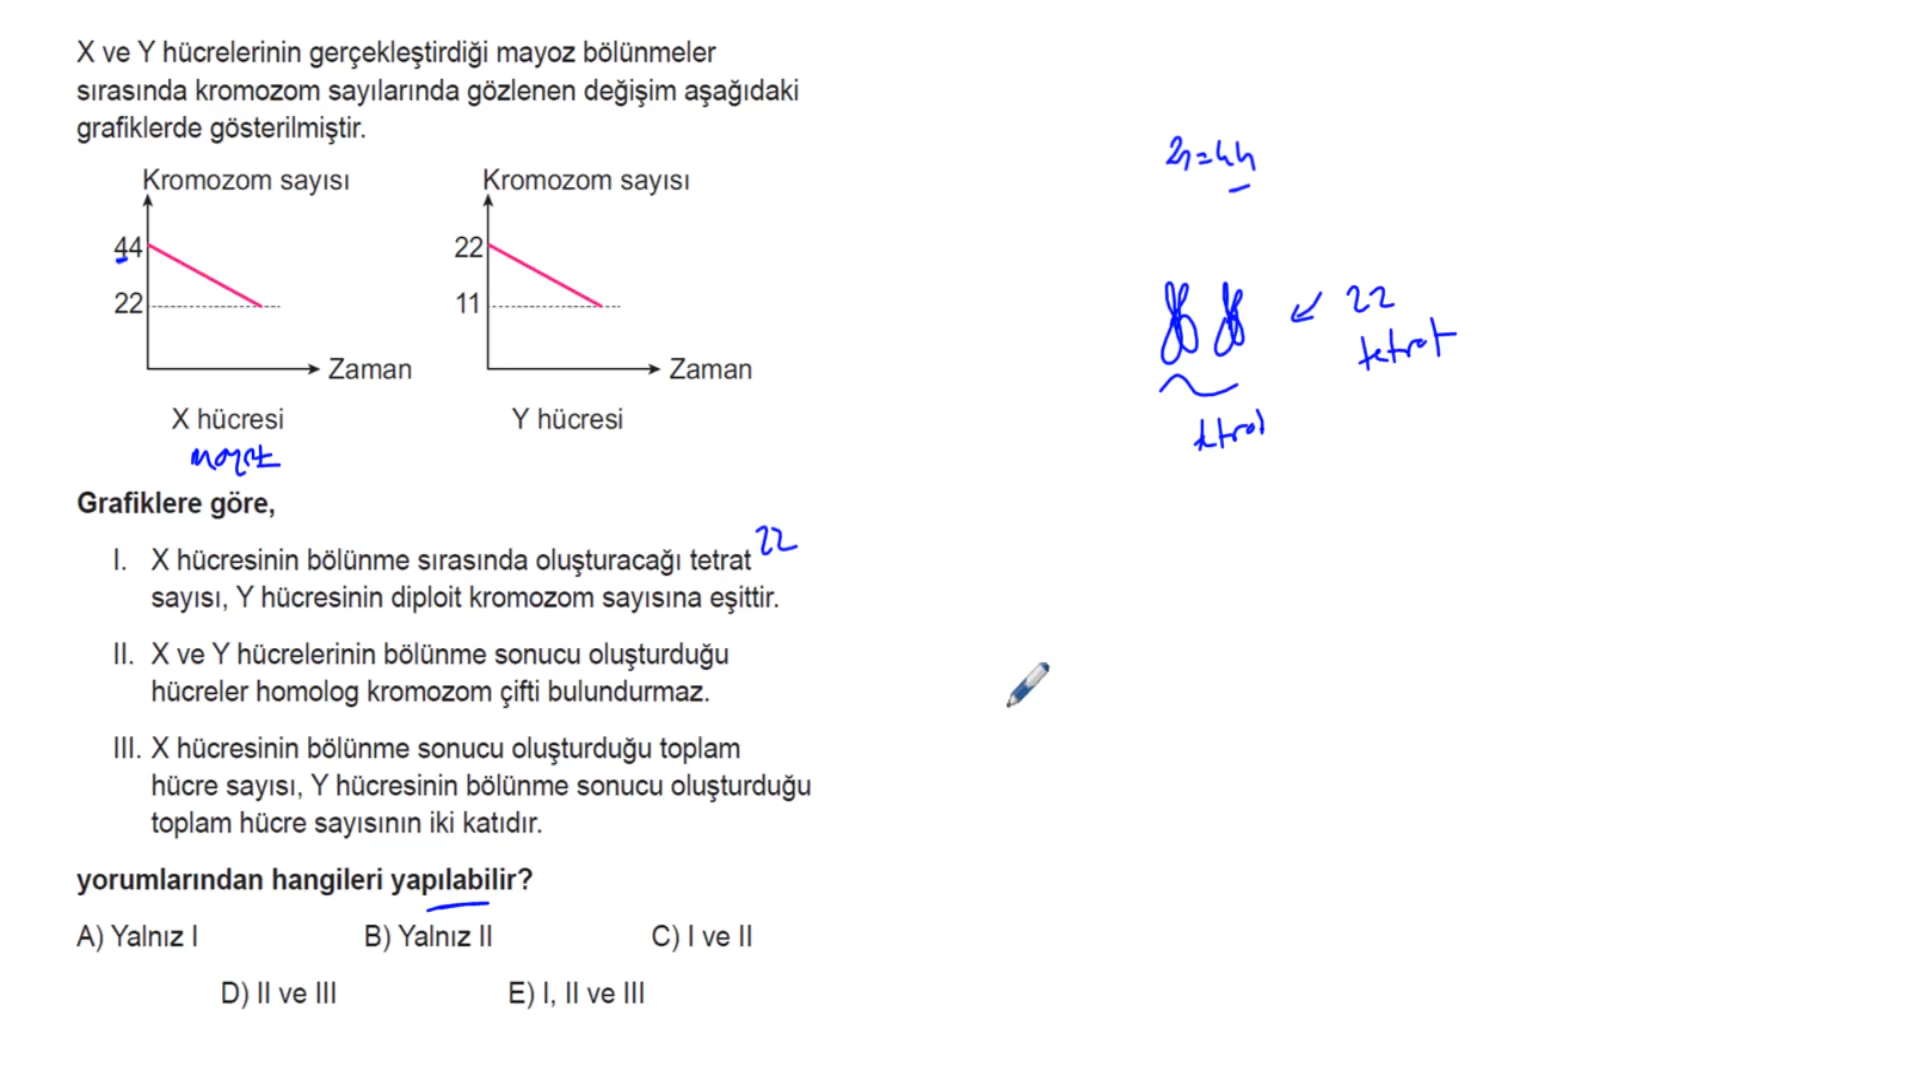 X ve Y hücrelerinin gerçekleştirdiği mayoz bölünmeler
sırasında kromozom sayılarında gözlenen değişim aşağıdaki
grafiklerde gösterilmiştir.
Kromozom sayısı
44
22
Zaman
X hücresi
Kromozom sayısı
22
11
Zaman
Y hücresi
Grafiklere göre,
22
I. X hücresinin bölünme sırasında oluşturacağı tetrat
sayısı, Y hücresinin diploit kromozom sayısına eşittir.
II. X ve Y hücrelerinin bölünme sonucu oluşturduğu
hücreler homolog kromozom çifti bulundurmaz.
III. X hücresinin bölünme sonucu oluşturduğu toplam
hücre sayısı, Y hücresinin bölünme sonucu oluşturduğu
toplam hücre sayısının iki katıdır.
yorumlarından hangileri yapılabilir?
A) Yalnız I B) Yalnız II C) I ve II
D) II ve III E) I, II ve III
2n=44
22
tetrat